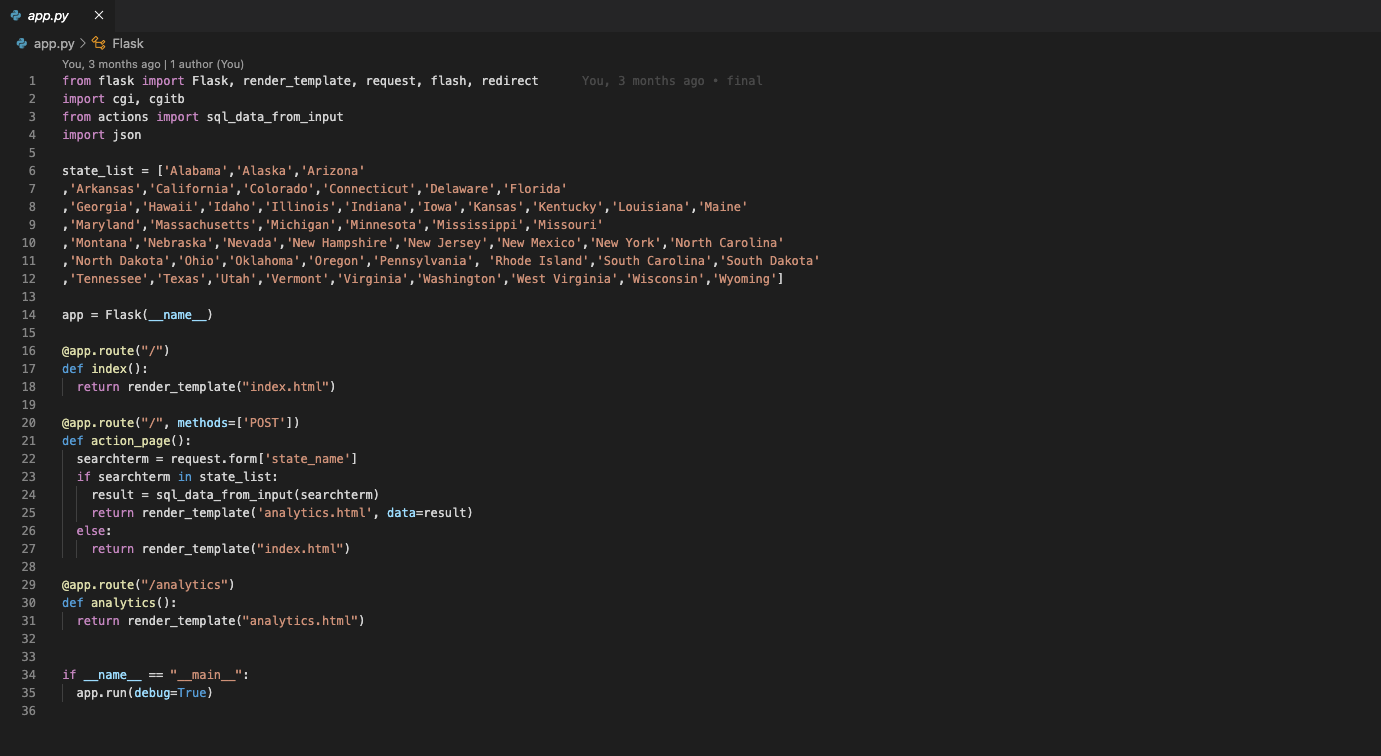 app.py ×
app.py > Flask
You, 3 months ago | 1 author (You)
1 from flask import Flask, render_template, request, flash, redirect You, 3 months ago • final
2 import cgi, cgitb
3 from actions import sql_data_from_input
4 import json
5
6 state_list = ['Alabama','Alaska','Arizona'
7 ,'Arkansas','California','Colorado','Connecticut','Delaware','Florida'
8 ,'Georgia','Hawaii','Idaho','Illinois','Indiana','Iowa','Kansas','Kentucky','Louisiana','Maine'
9 ,'Maryland','Massachusetts','Michigan','Minnesota','Mississippi','Missouri'
10 ,'Montana','Nebraska','Nevada','New Hampshire','New Jersey','New Mexico','New York','North Carolina'
11 ,'North Dakota','Ohio','Oklahoma','Oregon','Pennsylvania', 'Rhode Island','South Carolina','South Dakota'
12 ,'Tennessee','Texas','Utah','Vermont','Virginia','Washington','West Virginia','Wisconsin','Wyoming']
13
14 app = Flask(__name__)
15
16 @app.route("/")
17 def index():
18   return render_template("index.html")
19
20 @app.route("/", methods=['POST'])
21 def action_page():
22   searchterm = request.form['state_name']
23   if searchterm in state_list:
24     result = sql_data_from_input(searchterm)
25     return render_template('analytics.html', data=result)
26   else:
27     return render_template("index.html")
28
29 @app.route("/analytics")
30 def analytics():
31   return render_template("analytics.html")
32
33
34 if __name__ == "__main__":
35   app.run(debug=True)
36